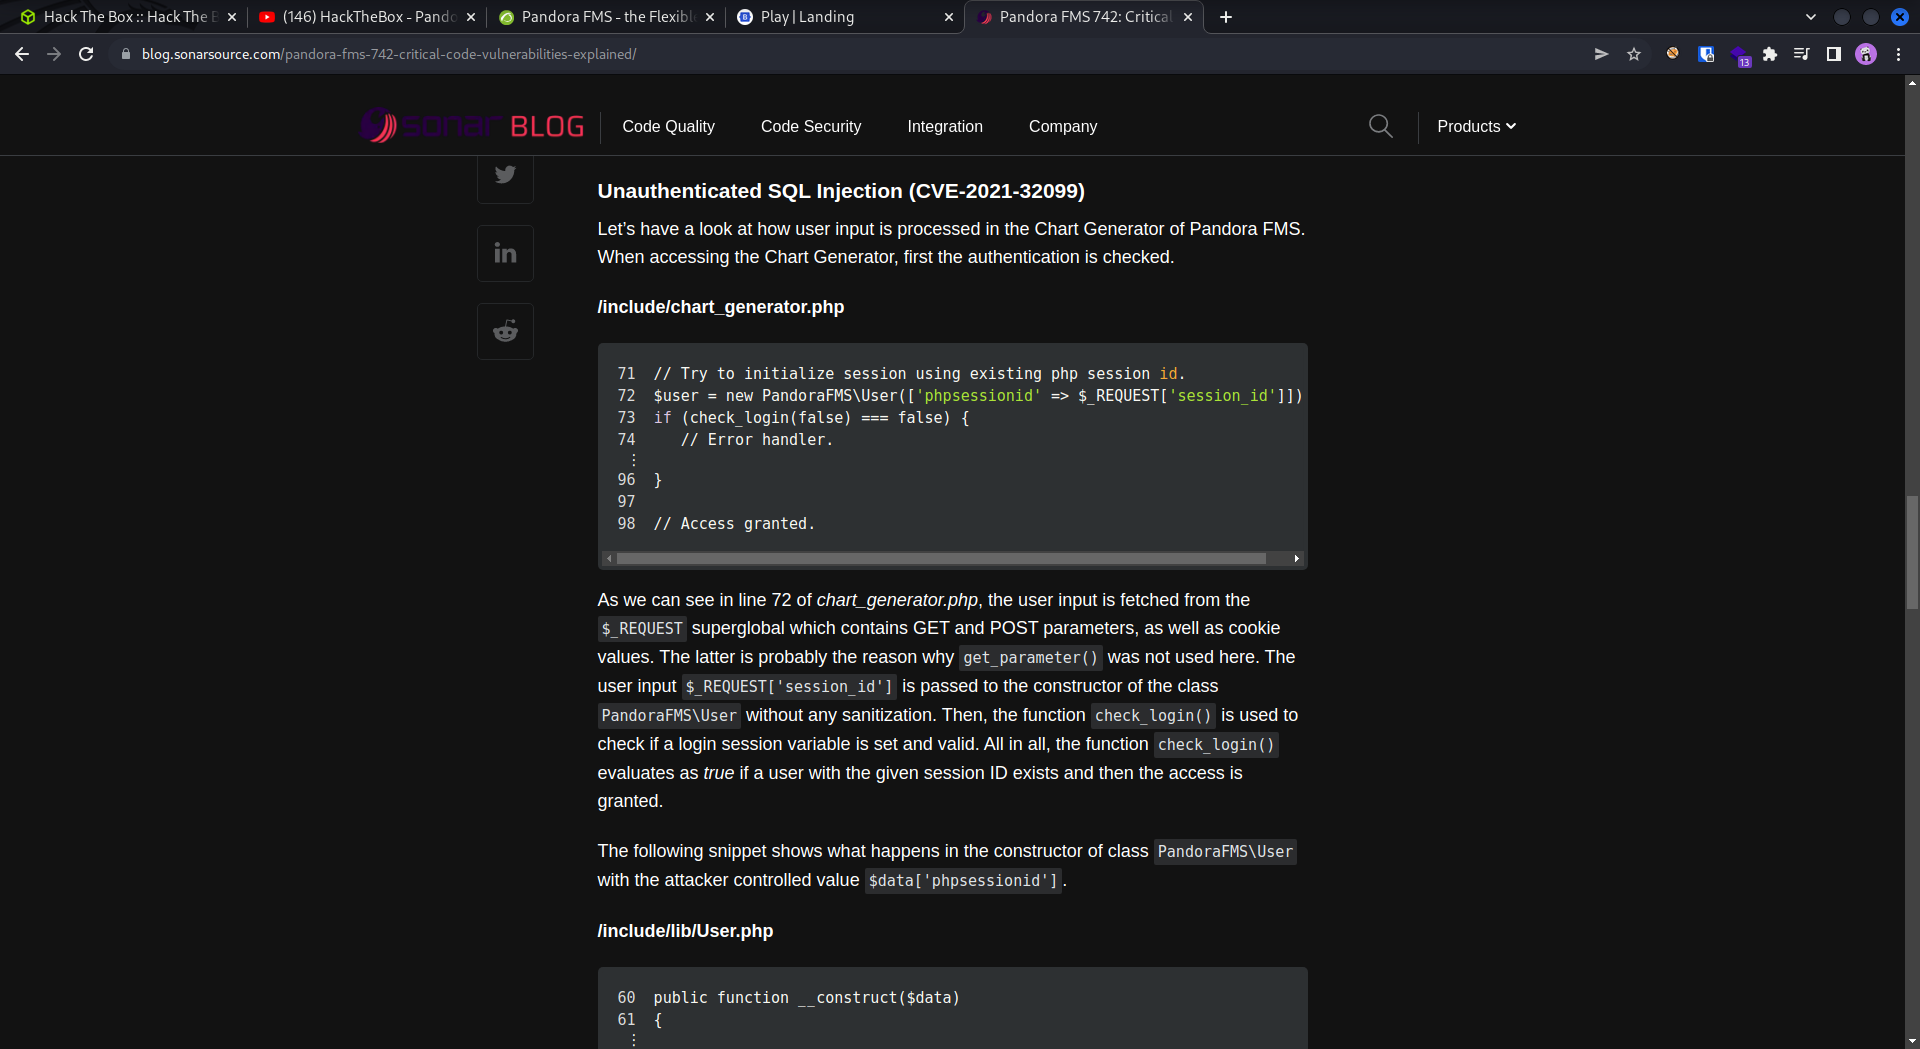 Hack The Box :: Hack The B
(146) HackTheBox - Pando
Pandora FMS - the Flexibl
Play | Landing
Pandora FMS 742: Critical
blog.sonarsource.com/pandora-fms-742-critical-code-vulnerabilities-explained/
13
sonar BLOG
Code Quality
Code Security
Integration
Company
Products
Unauthenticated SQL Injection (CVE-2021-32099)
Let’s have a look at how user input is processed in the Chart Generator of Pandora FMS.
When accessing the Chart Generator, first the authentication is checked.
/include/chart_generator.php
71 // Try to initialize session using existing php session id.
72 $user = new PandoraFMS\User(['phpsessionid' => $_REQUEST['session_id']])
73 if (check_login(false) === false) {
74 // Error handler.
⋮
96 }
97
98 // Access granted.
As we can see in line 72 of chart_generator.php, the user input is fetched from the
$_REQUEST superglobal which contains GET and POST parameters, as well as cookie
values. The latter is probably the reason why get_parameter() was not used here. The
user input $_REQUEST['session_id'] is passed to the constructor of the class
PandoraFMS\User without any sanitization. Then, the function check_login() is used to
check if a login session variable is set and valid. All in all, the function check_login()
evaluates as true if a user with the given session ID exists and then the access is
granted.
The following snippet shows what happens in the constructor of class PandoraFMS\User
with the attacker controlled value $data['phpsessionid'].
/include/lib/User.php
60 public function __construct($data)
61 {
⋮